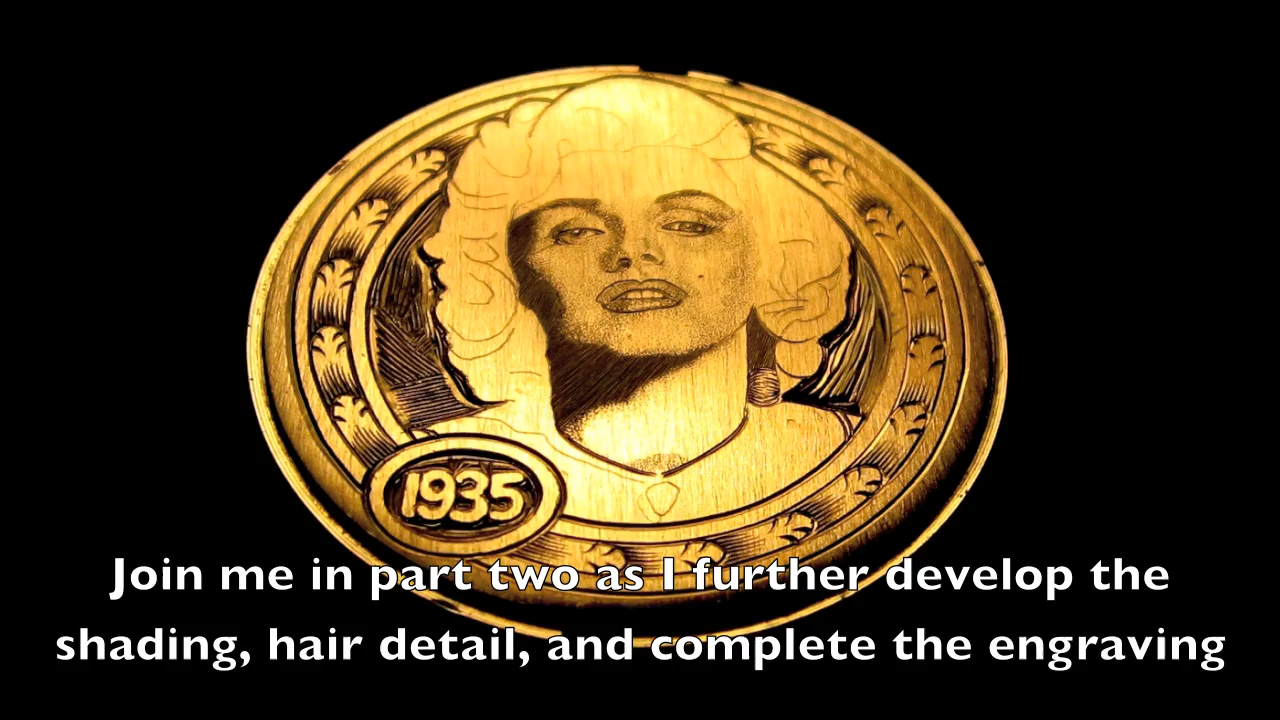 1935
Join me in part two as I further develop the
shading, hair detail, and complete the engraving